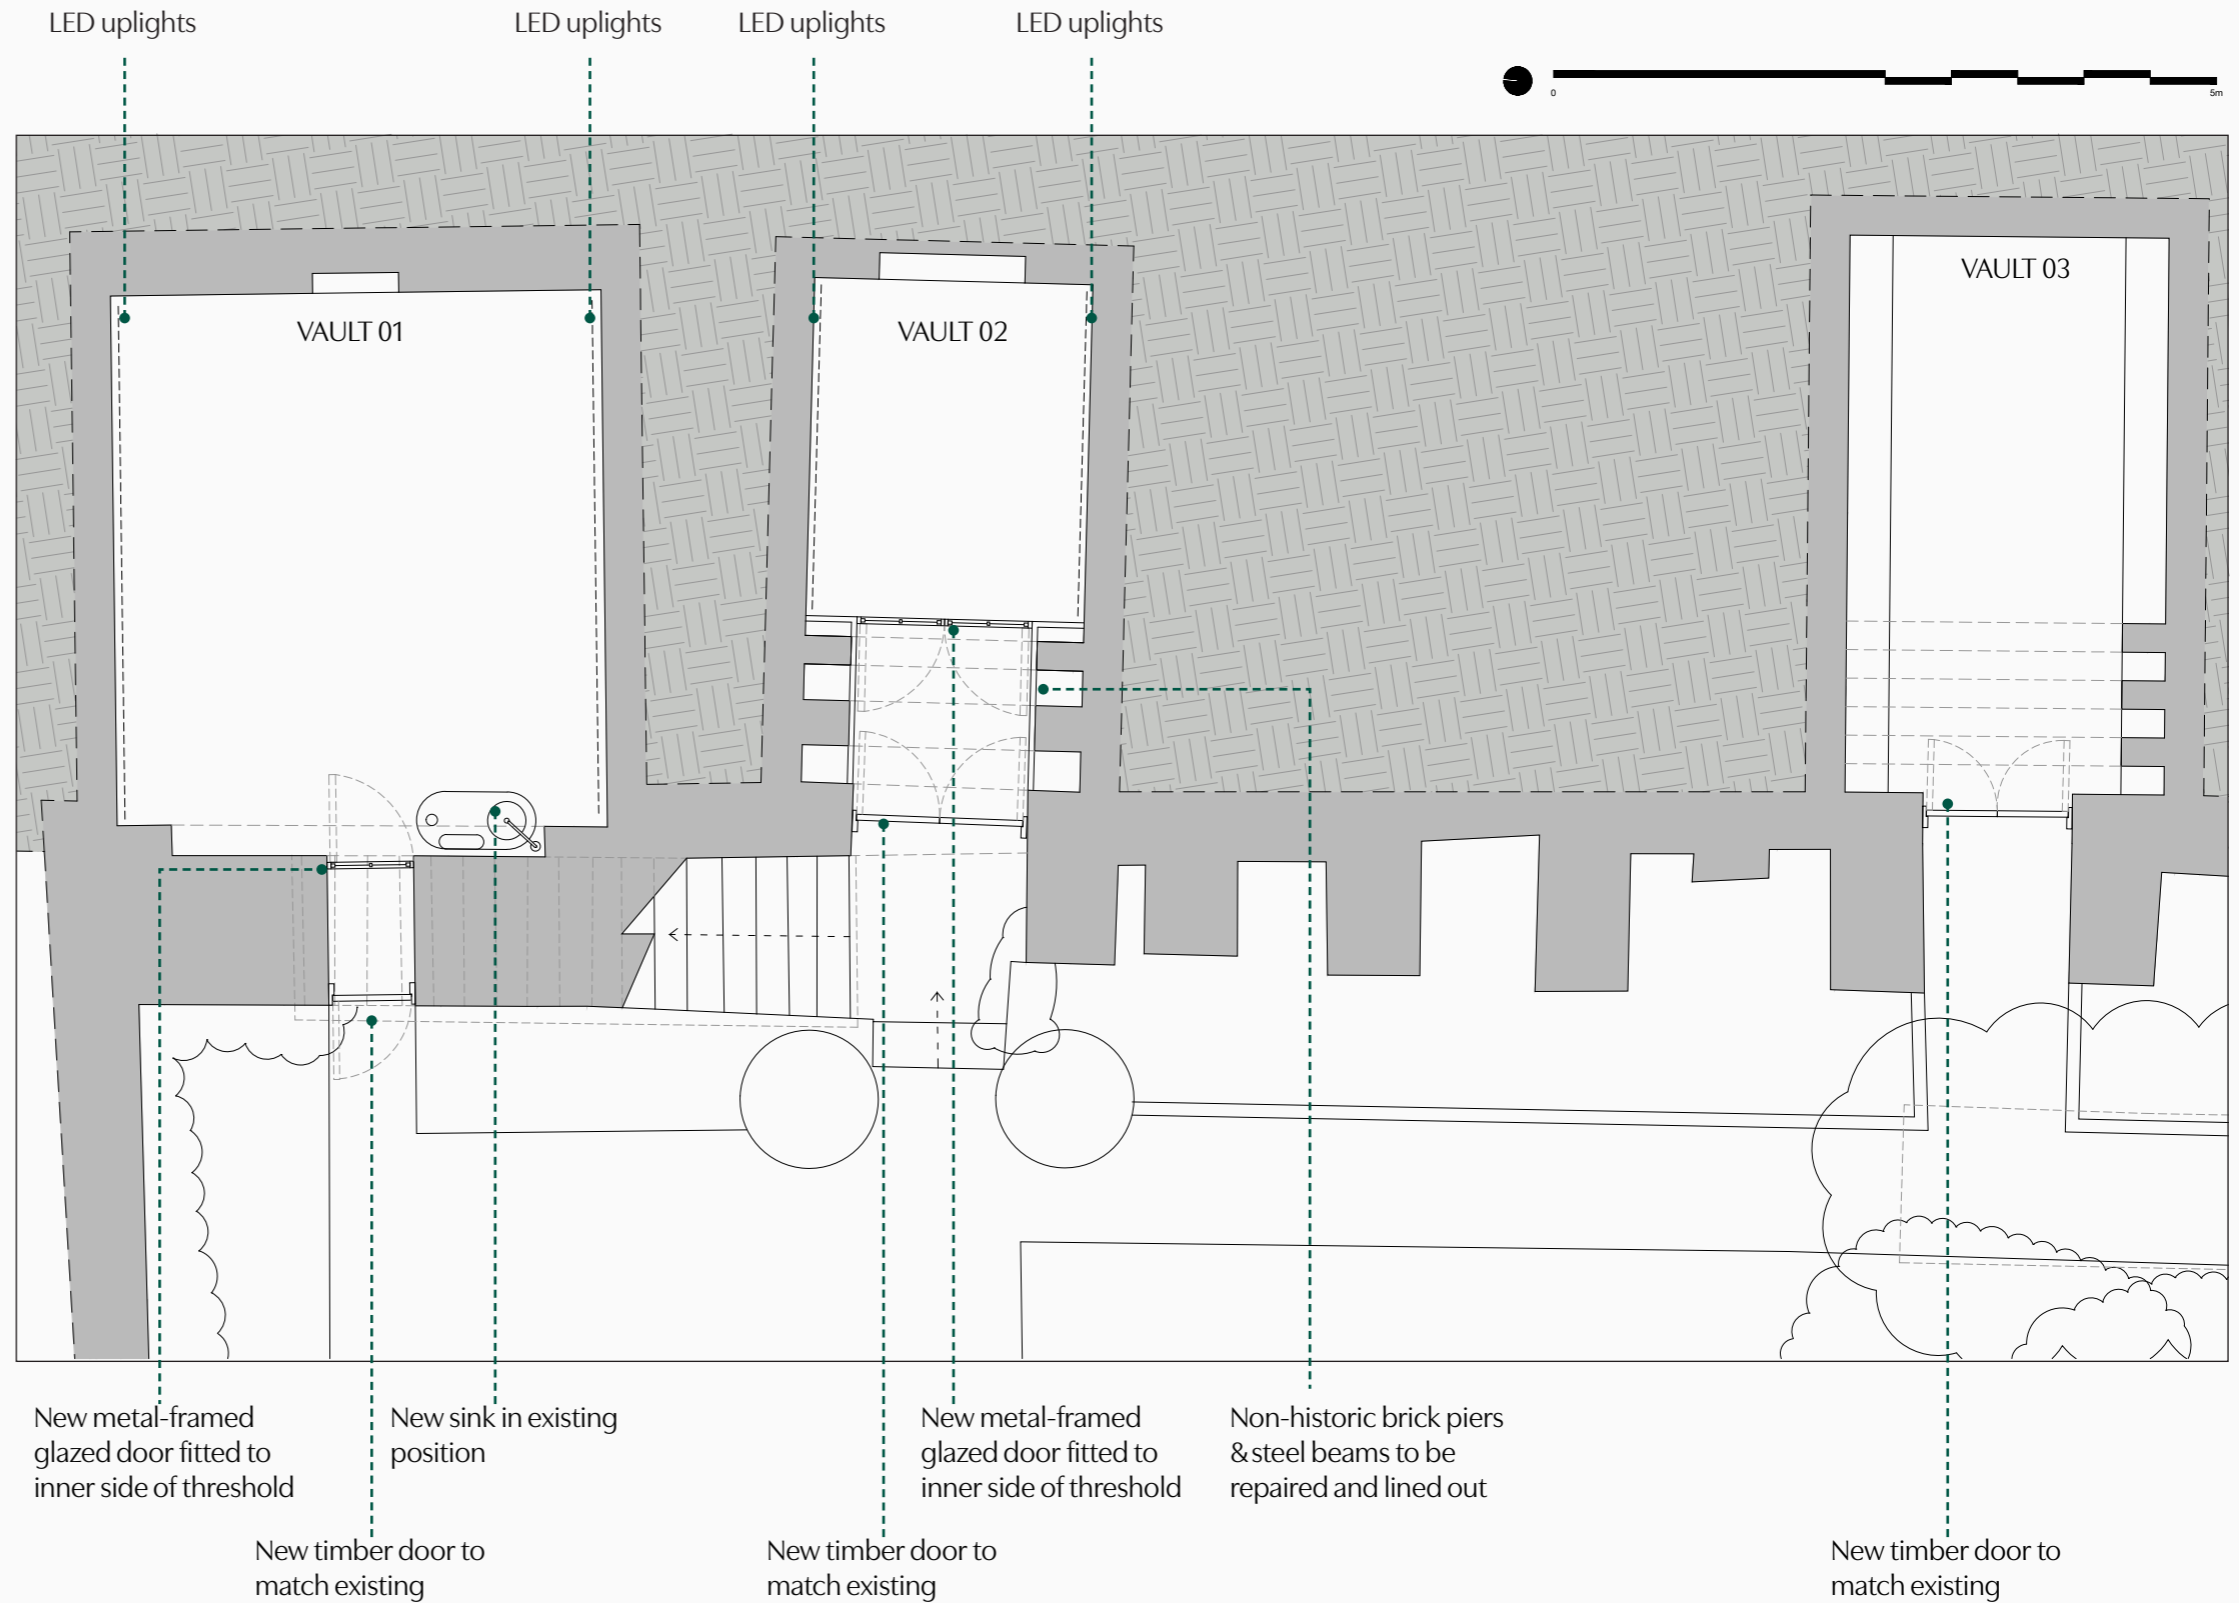 LED uplights
LED uplights
LED uplights
LED uplights
0
5m
VAULT 01
VAULT 02
VAULT 03
New metal-framed
glazed door fitted to
inner side of threshold
New sink in existing
position
New metal-framed
glazed door fitted to
inner side of threshold
Non-historic brick piers
& steel beams to be
repaired and lined out
New timber door to
match existing
New timber door to
match existing
New timber door to
match existing